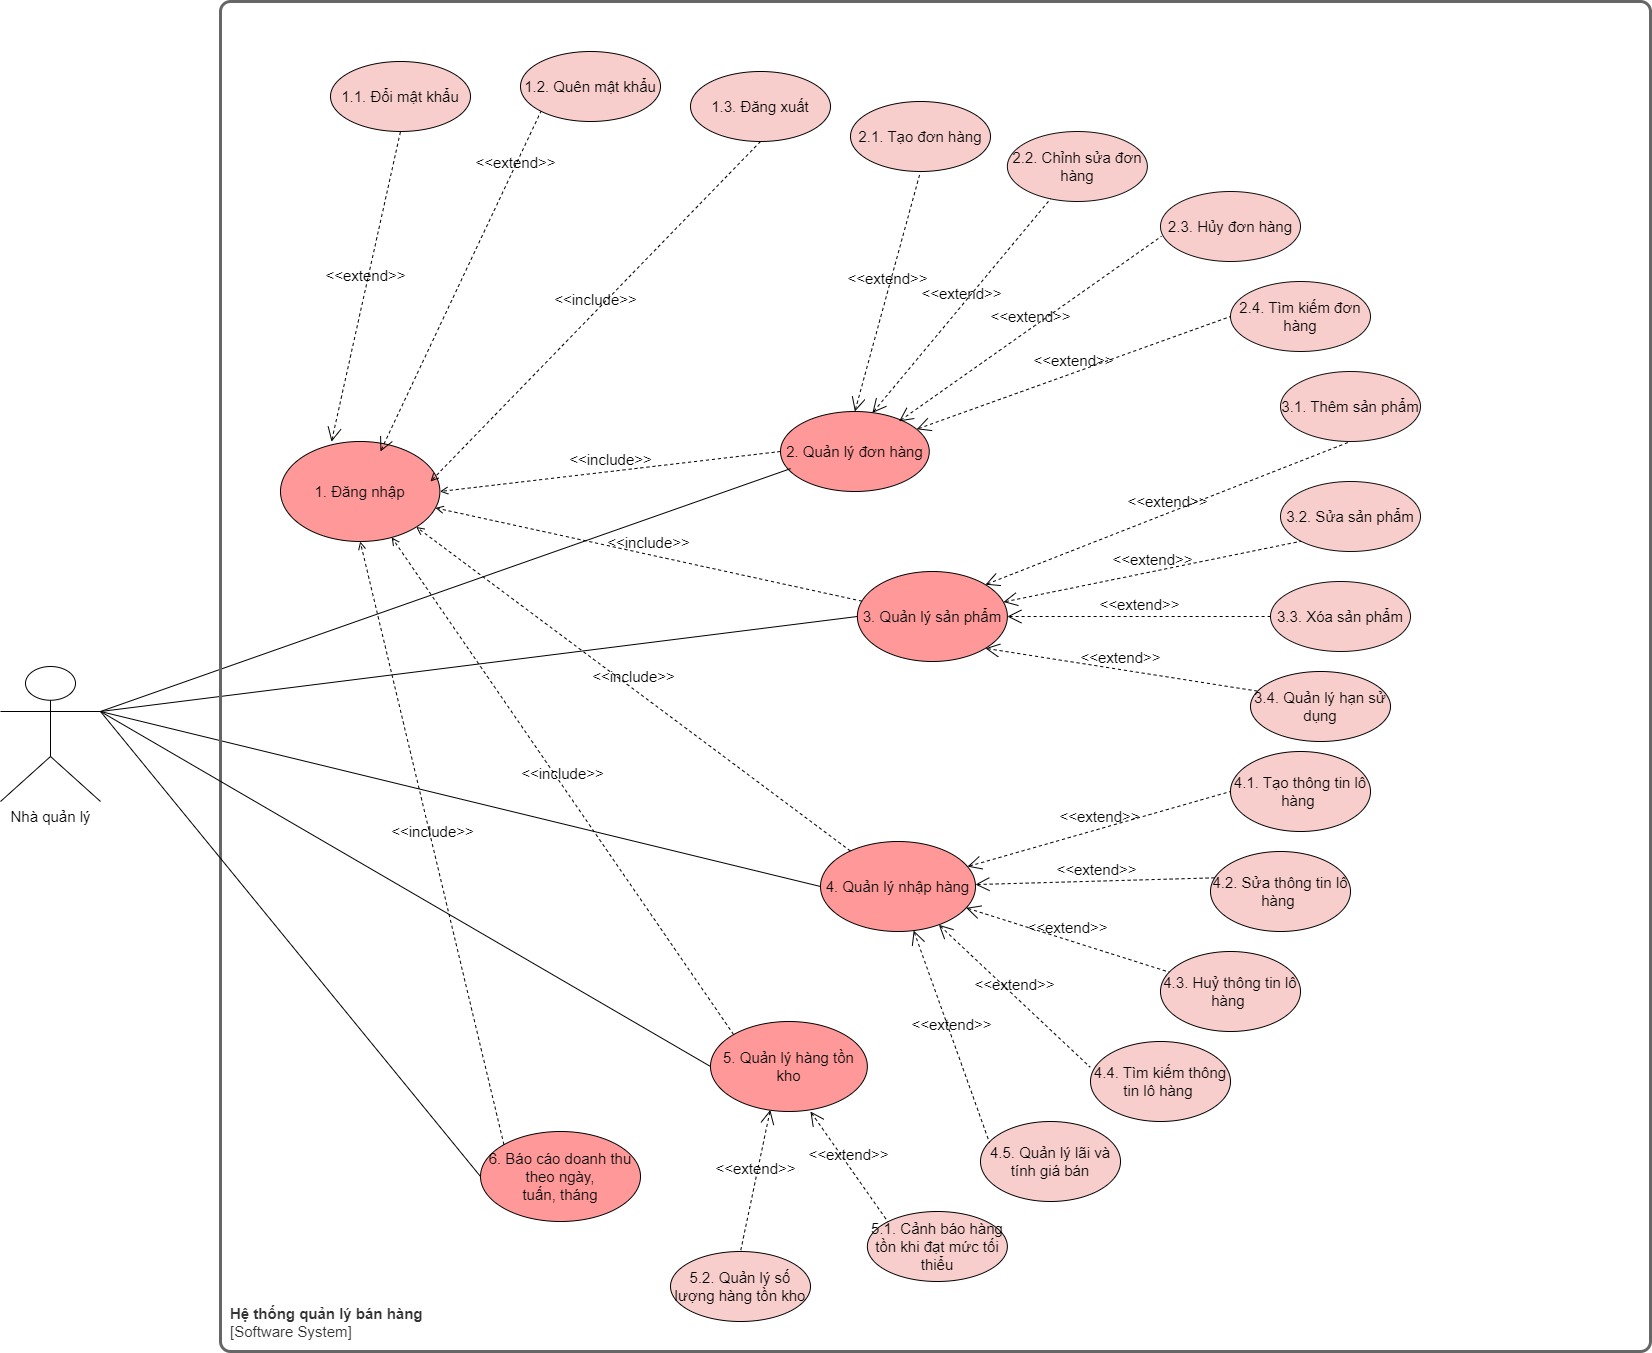 1.1. Đổi mật khẩu
1.2. Quên mật khẩu
1.3. Đăng xuất
2.1. Tạo đơn hàng
2.2. Chỉnh sửa đơn
hàng
2.3. Hủy đơn hàng
2.4. Tìm kiếm đơn
hàng
3.1. Thêm sản phẩm
3.2. Sửa sản phẩm
3.3. Xóa sản phẩm
3.4. Quản lý hạn sử
dụng
4.1. Tạo thông tin lô
hàng
4.2. Sửa thông tin lô
hàng
4.3. Huỷ thông tin lô
hàng
4.4. Tìm kiếm thông
tin lô hàng
4.5. Quản lý lãi và
tính giá bán
5.1. Cảnh báo hàng
tồn khi đạt mức tối
thiểu
5.2. Quản lý số
lượng hàng tồn kho
1. Đăng nhập
2. Quản lý đơn hàng
3. Quản lý sản phẩm
4. Quản lý nhập hàng
5. Quản lý hàng tồn
kho
6. Báo cáo doanh thu
theo ngày,
tuần, tháng
<<extend>>
<<extend>>
<<include>>
<<extend>>
<<extend>>
<<extend>>
<<extend>>
<<include>>
<<include>>
<<include>>
<<include>>
<<include>>
<<extend>>
<<extend>>
<<extend>>
<<extend>>
<<extend>>
<<extend>>
<<extend>>
<<extend>>
<<extend>>
<<extend>>
<<extend>>
Nhà quản lý
Hệ thống quản lý bán hàng
[Software System]